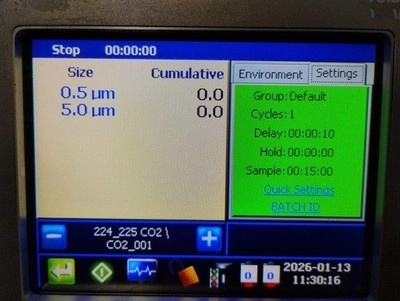 Stop 00:00:00
Size Cumulative
0.5 µm 0.0
5.0 µm 0.0
Environment Settings
Group: Default
Cycles: 1
Delay: 00:00:10
Hold: 00:00:00
Sample: 00:15:00
Quick Settings
BATCH ID
224_225 CO2 \
CO2_001
0 0
2026-01-13
11:30:16